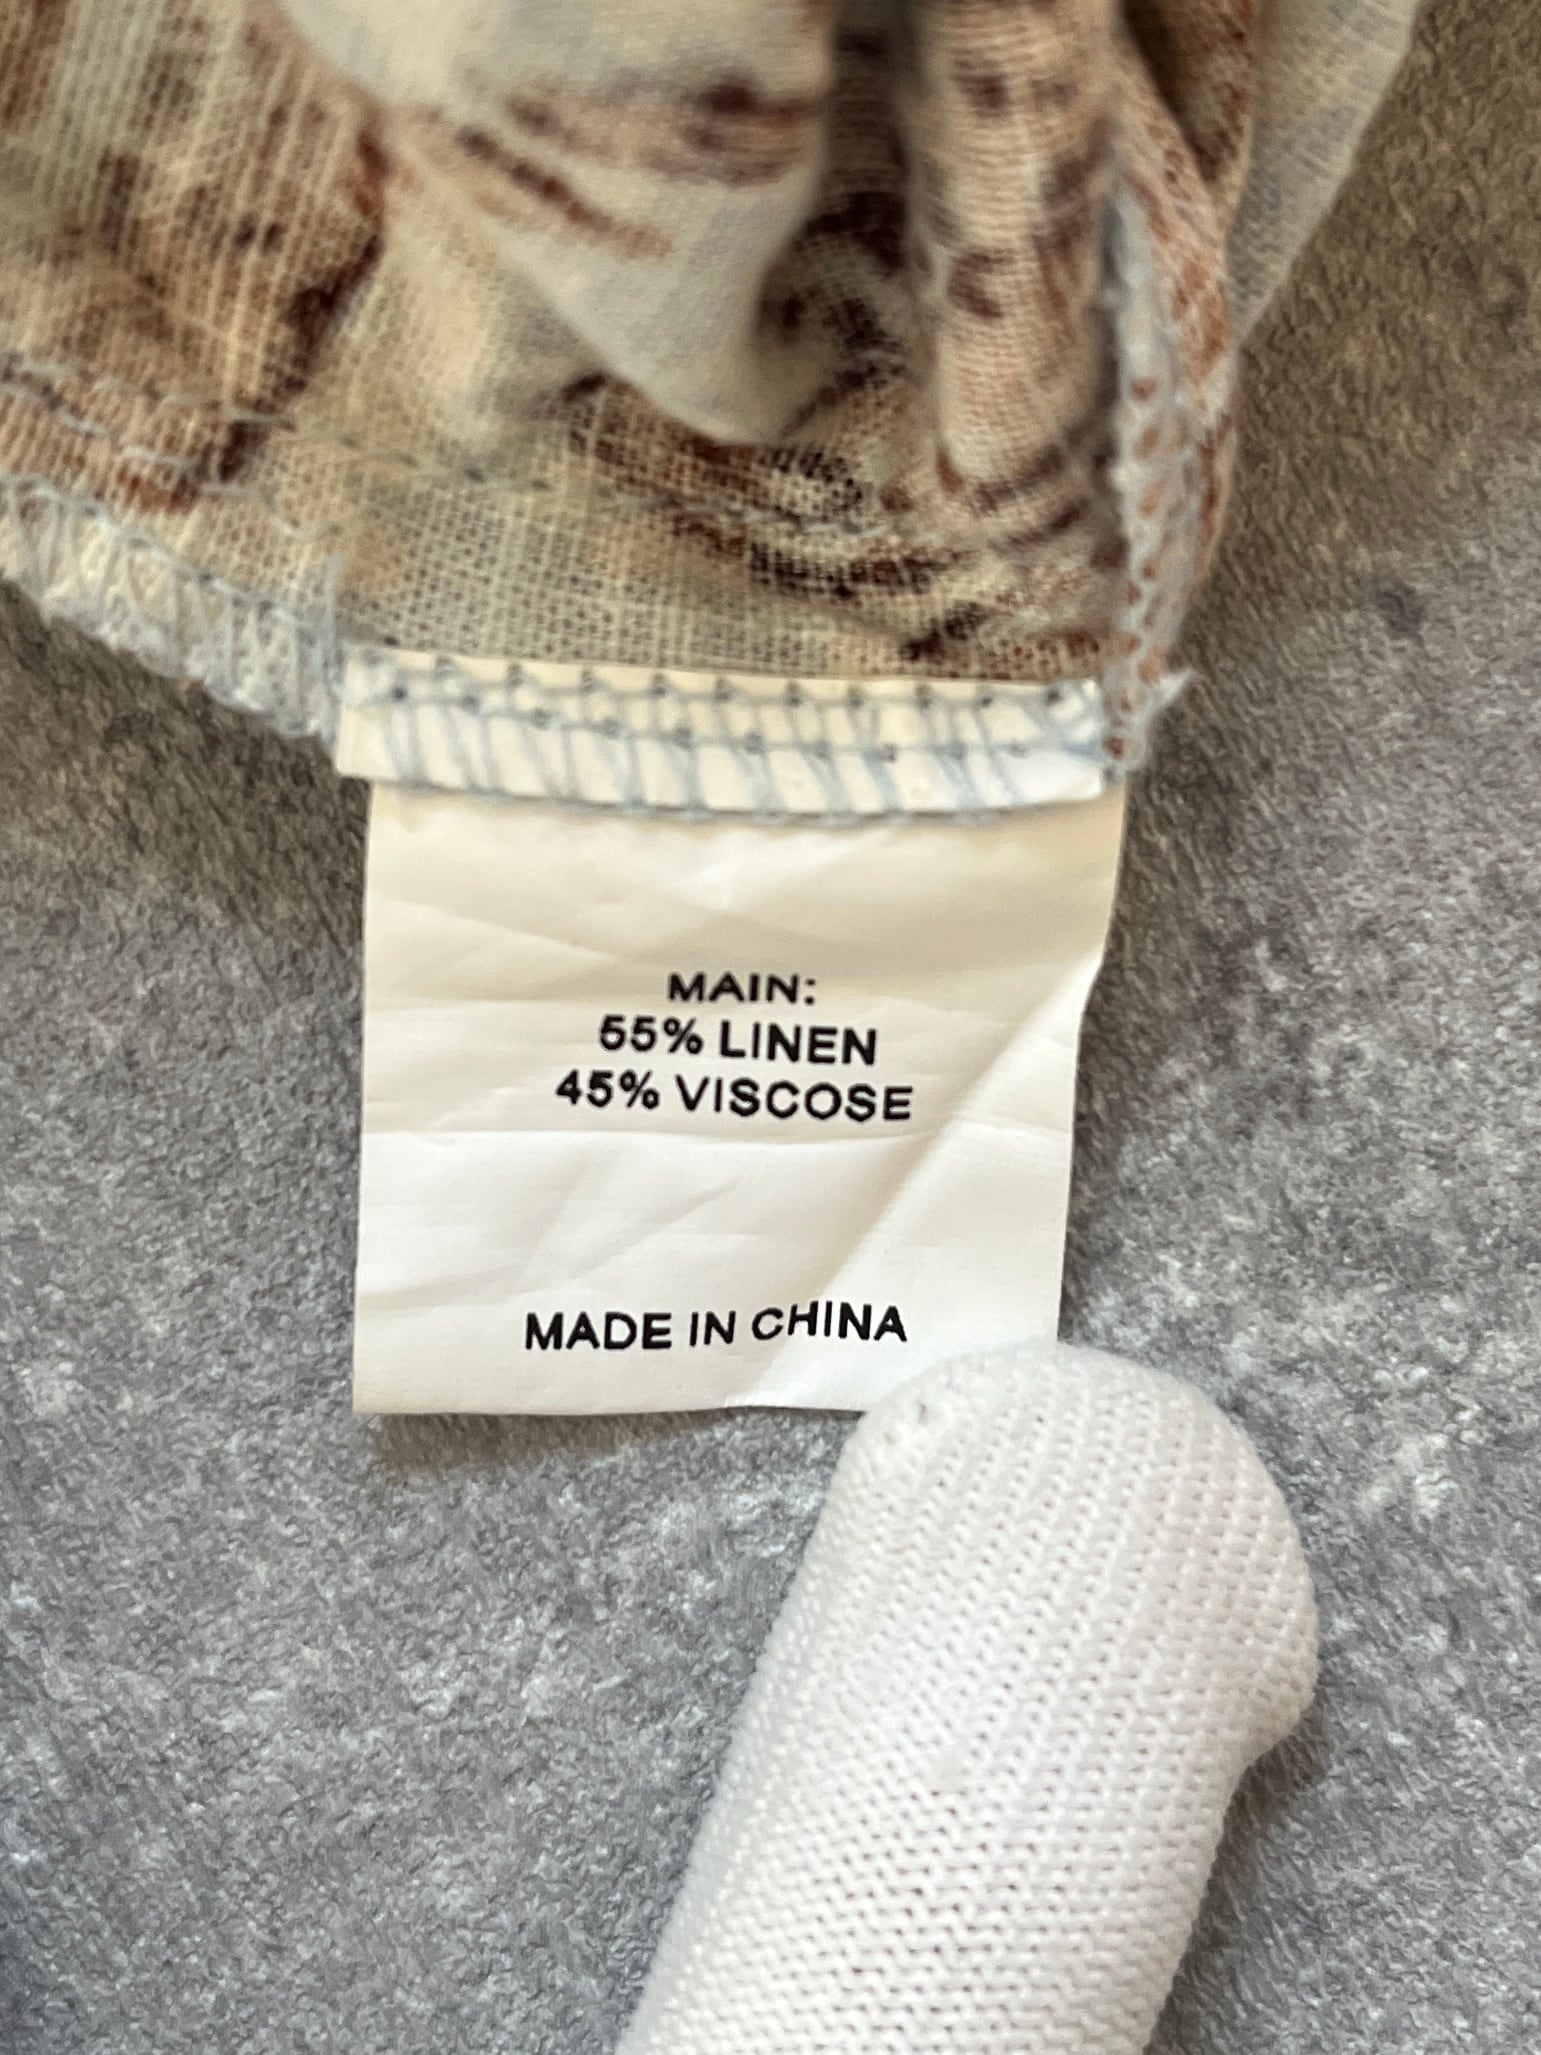 MAIN:
55% LINEN
45% VISCOSE
MADE IN CHINA